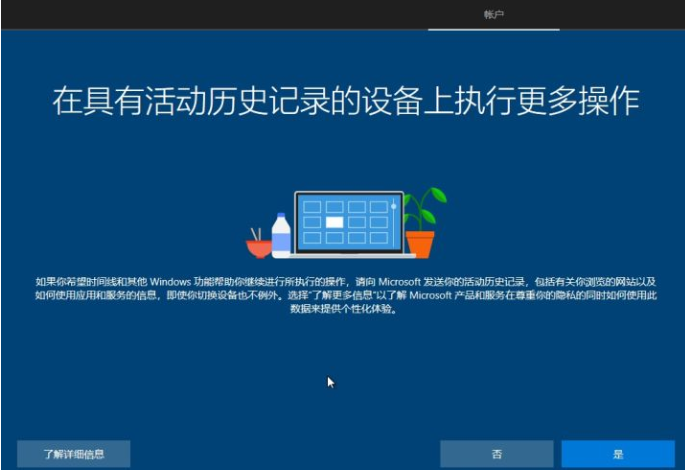 帐户
在具有活动历史记录的设备上执行更多操作
如果你希望时间线和其他 Windows 功能帮助你继续进行所执行的操作，请向 Microsoft 发送你的活动历史记录，包括有关你浏览的网站以及
如何使用应用和服务的信息，即使你切换设备也不例外。选择"了解更多信息"以了解 Microsoft 产品和服务在尊重你的隐私的同时如何使用此
数据来提供个性化体验。
了解详细信息
否
是